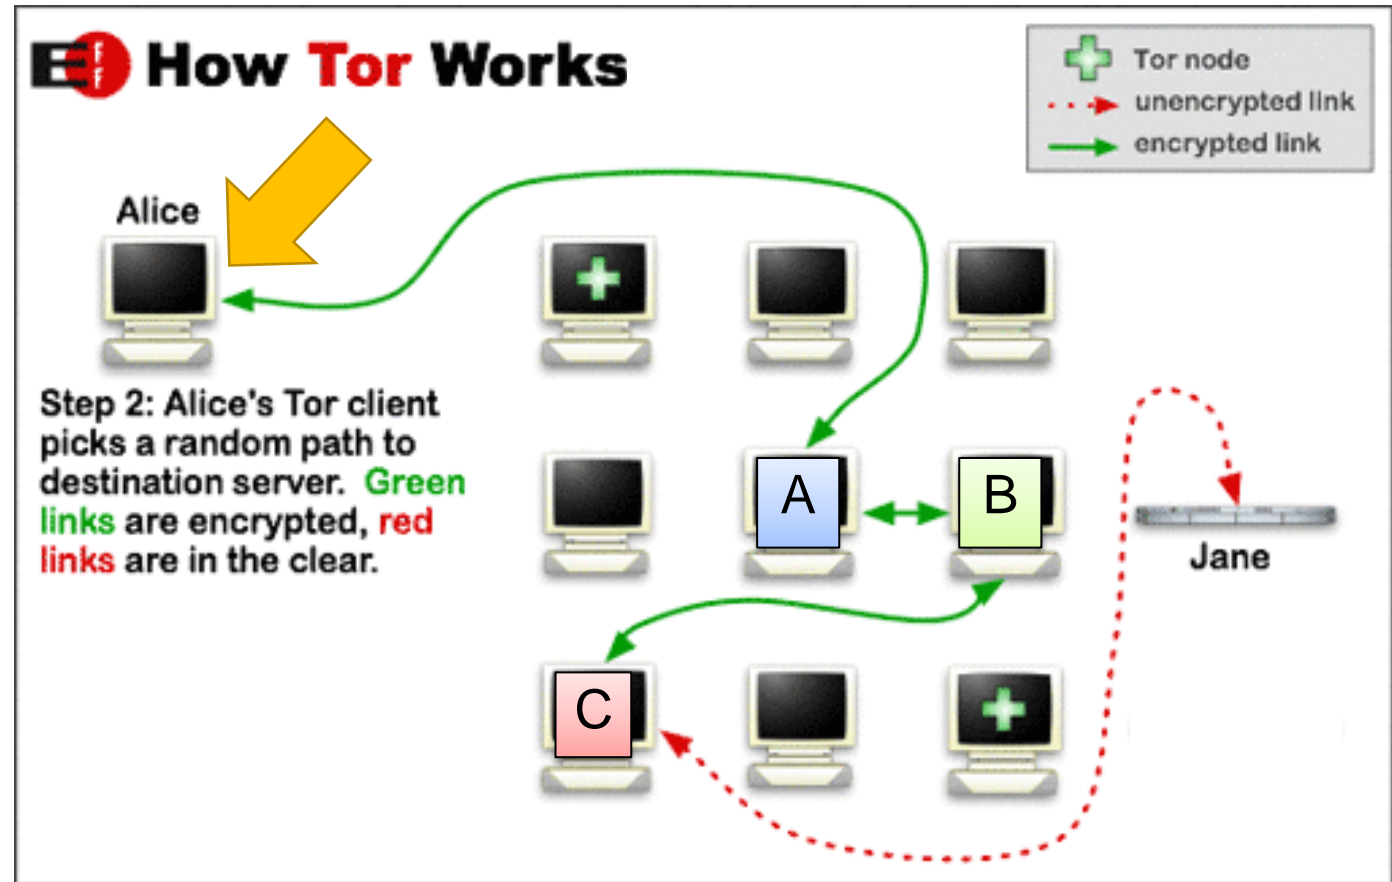 EFF How Tor Works
Tor node
unencrypted link
encrypted link
Alice
Step 2: Alice's Tor client
picks a random path to
destination server. Green
links are encrypted, red
links are in the clear.
A
B
Jane
C